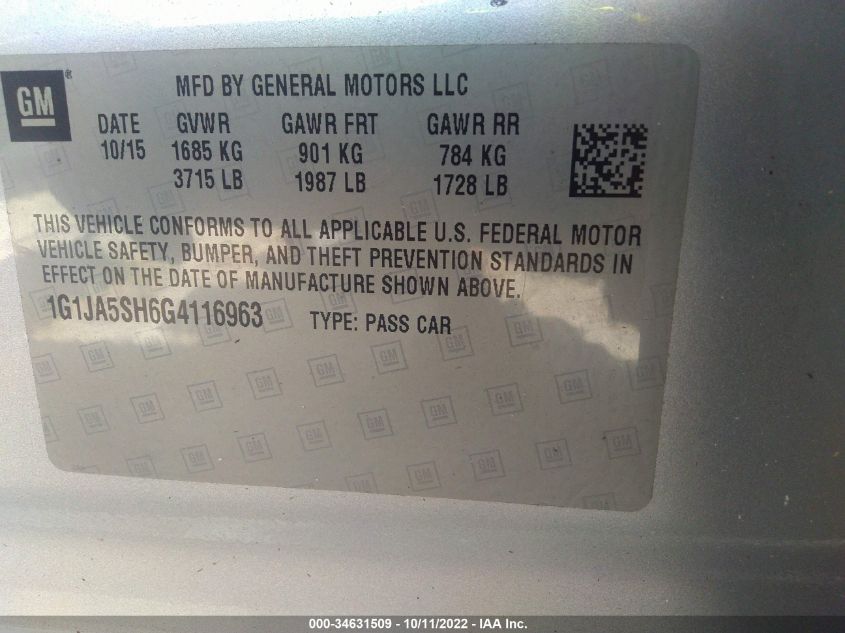 GM®
MFD BY GENERAL MOTORS LLC
DATE GVWR GAWR FRT GAWR RR
10/15 1685 KG 901 KG 784 KG
3715 LB 1987 LB 1728 LB
THIS VEHICLE CONFORMS TO ALL APPLICABLE U.S. FEDERAL MOTOR
VEHICLE SAFETY, BUMPER, AND THEFT PREVENTION STANDARDS IN
EFFECT ON THE DATE OF MANUFACTURE SHOWN ABOVE.
1G1JA5SH6G4116963 TYPE: PASS CAR
000-34631509 - 10/11/2022 - IAA Inc.